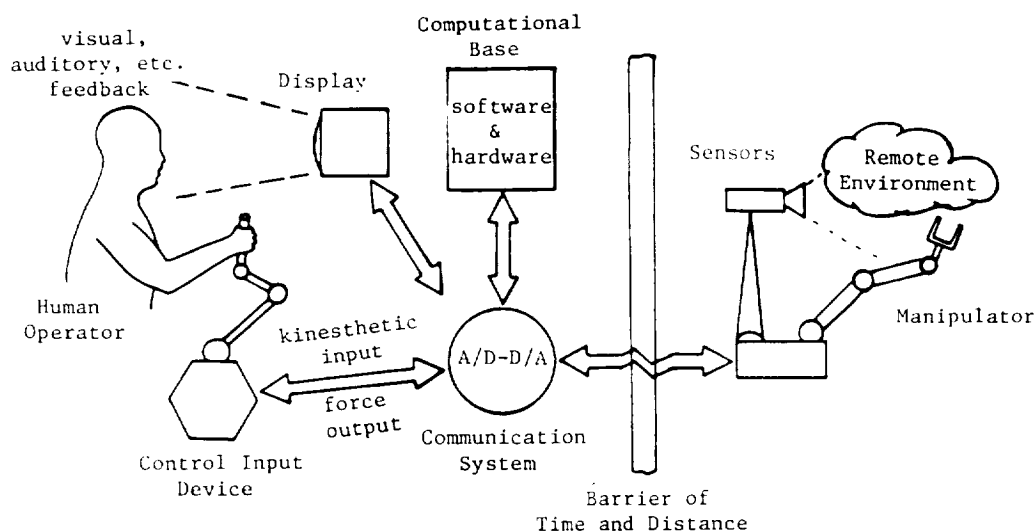 visual,
auditory, etc.
feedback
Display
Computational
Base
software
&
hardware
Sensors
Remote
Environment
Human
Operator
kinesthetic
input
force
output
A/D-D/A
Manipulator
Control Input
Device
Communication
System
Barrier of
Time and Distance